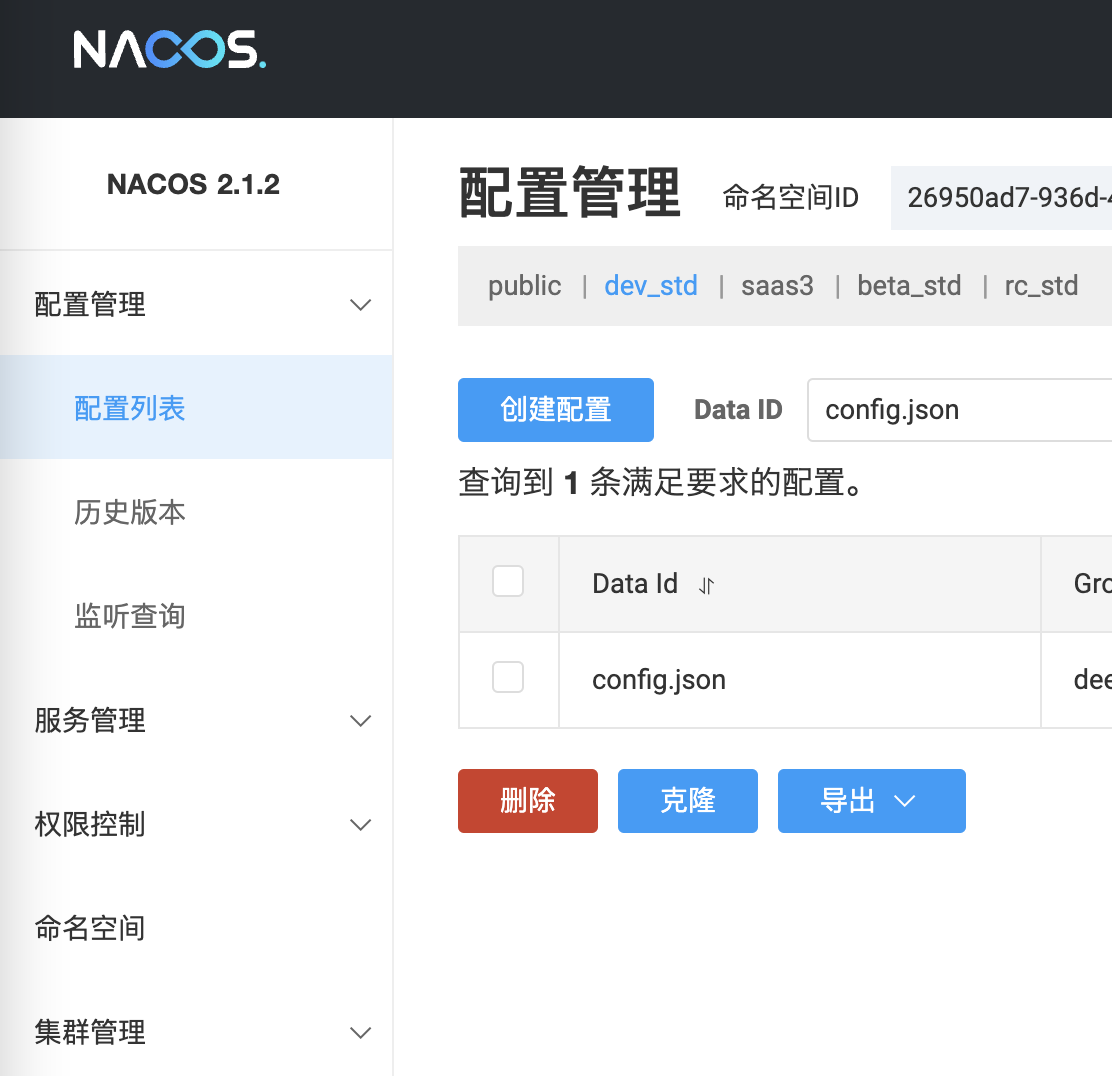 NACOS.
NACOS 2.1.2
配置管理
配置列表
历史版本
监听查询
服务管理
权限控制
命名空间
集群管理
配置管理 命名空间ID 26950ad7-936d-
public | dev_std | saas3 | beta_std | rc_std
创建配置 Data ID config.json
查询到 1 条满足要求的配置。
Data Id Gro
config.json dee
删除 克隆 导出